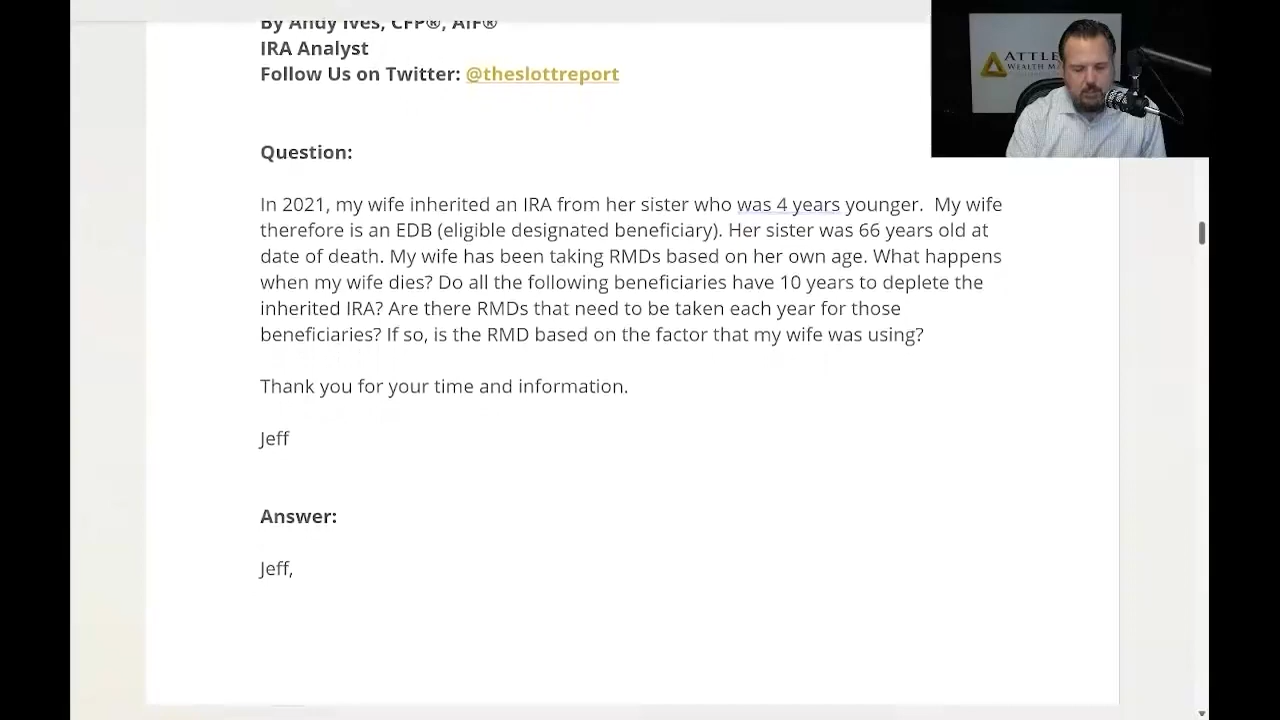 By Andy Ives, CFP®, AIF®
IRA Analyst
Follow Us on Twitter: @theslottreport
Question:
In 2021, my wife inherited an IRA from her sister who was 4 years younger.  My wife
therefore is an EDB (eligible designated beneficiary). Her sister was 66 years old at
date of death. My wife has been taking RMDs based on her own age. What happens
when my wife dies? Do all the following beneficiaries have 10 years to deplete the
inherited IRA? Are there RMDs that need to be taken each year for those
beneficiaries? If so, is the RMD based on the factor that my wife was using?
Thank you for your time and information.
Jeff
Answer:
Jeff,
ATTLE
WEALTH M